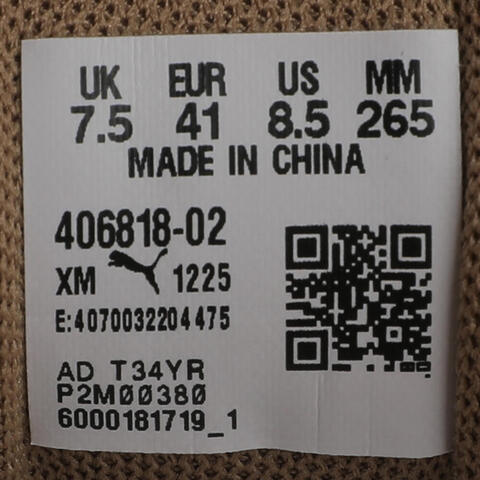 UK EUR US MM
7.5 41 8.5 265
MADE IN CHINA
406818-02
XM 1225
E:4070032204475
AD T34YR
P2M00380
6000181719_1